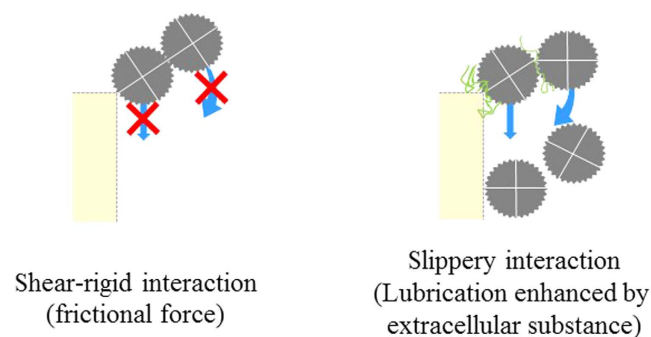 Shear-rigid interaction
(frictional force)
Slippery interaction
(Lubrication enhanced by
extracellular substance)